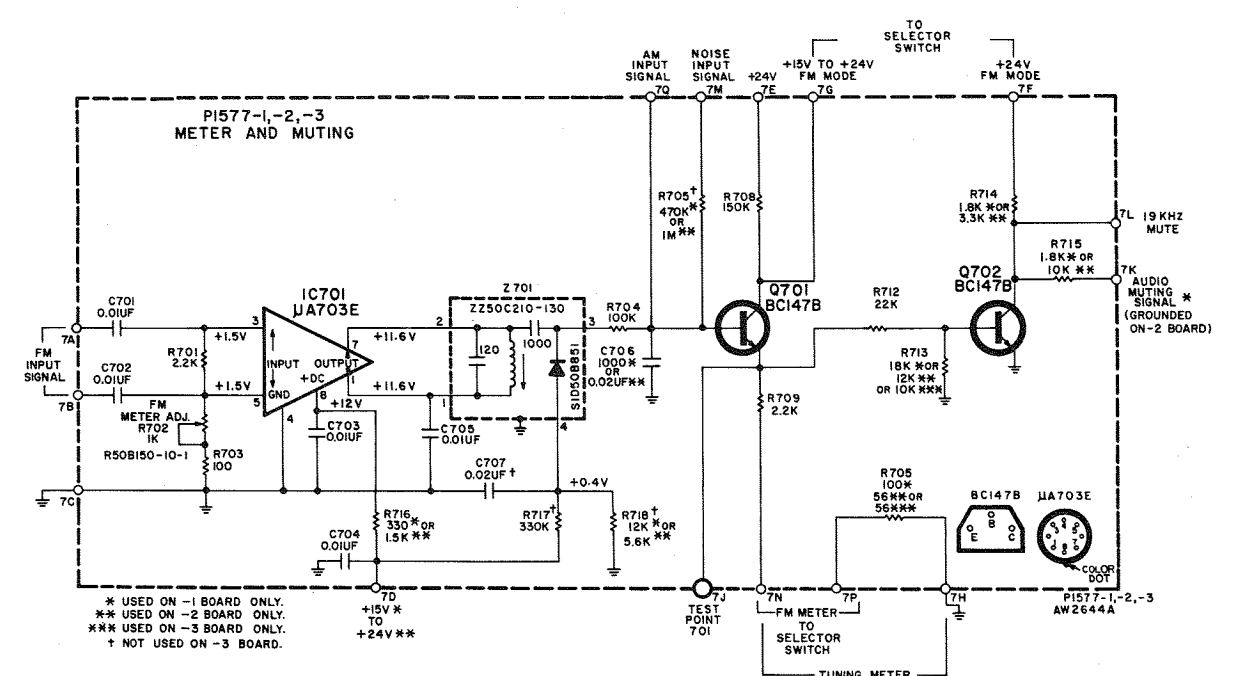 TO
SELECTOR
SWITCH
AM
INPUT
SIGNAL
7Q
NOISE
INPUT
SIGNAL
7M
+24V
7E
+15V TO +24V
FM MODE
7G
+24V
FM MODE
7F
P1577-1,-2,-3
METER AND MUTING
R705†
470K*
OR
1M**
R708
150K
R714
1.8K * OR
3.3K **
7L 19KHZ
MUTE
R715
1.8K* OR
10K **
7K
AUDIO
MUTING
SIGNAL *
(GROUNDED
ON-2 BOARD)
C701
0.01UF
7A
FM
INPUT
SIGNAL
7B
C702
0.01UF
R701
2.2K
+1.5V
+1.5V
FM
METER ADJ.
R702
1K
R50B150-10-1
R703
100
7C
IC701
µA703E
3
INPUT
OUTPUT
7
1
+DC
GND
8
5
4
+12V
+11.6V
+11.6V
C703
0.01UF
C705
0.01UF
Z701
ZZ50C210-130
2
3
120
1000
SID50B851
1
4
R704
100K
C706
1000*
OR
0.02UF**
Q701
BC147B
R712
22K
Q702
BC147B
R713
18K * OR
12K **
OR 10K ***
R709
2.2K
C707
0.02UF †
+0.4V
R716
330 * OR
1.5K **
R717†
330K
R718†
12K * OR
5.6K **
C704
0.01UF
R705
100*
56**OR
56***
BC147B
B
E
C
µA703E
3
4
5
1
8
7
COLOR
DOT
7D
+15V *
TO
+24V **
7J
TEST
POINT
701
7N
7P
7H
FM METER
TO
SELECTOR
SWITCH
TUNING METER
P1577-1,-2,-3
AW2644A
* USED ON -1 BOARD ONLY.
** USED ON -2 BOARD ONLY.
*** USED ON -3 BOARD ONLY.
† NOT USED ON -3 BOARD.